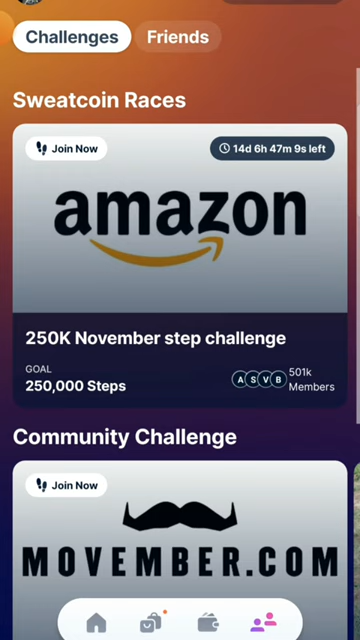 Challenges
Friends
Sweatcoin Races
Join Now
14d 6h 47m 9s left
amazon
250K November step challenge
GOAL
250,000 Steps
A S V B
501k
Members
Community Challenge
Join Now
MOVEMBER.COM